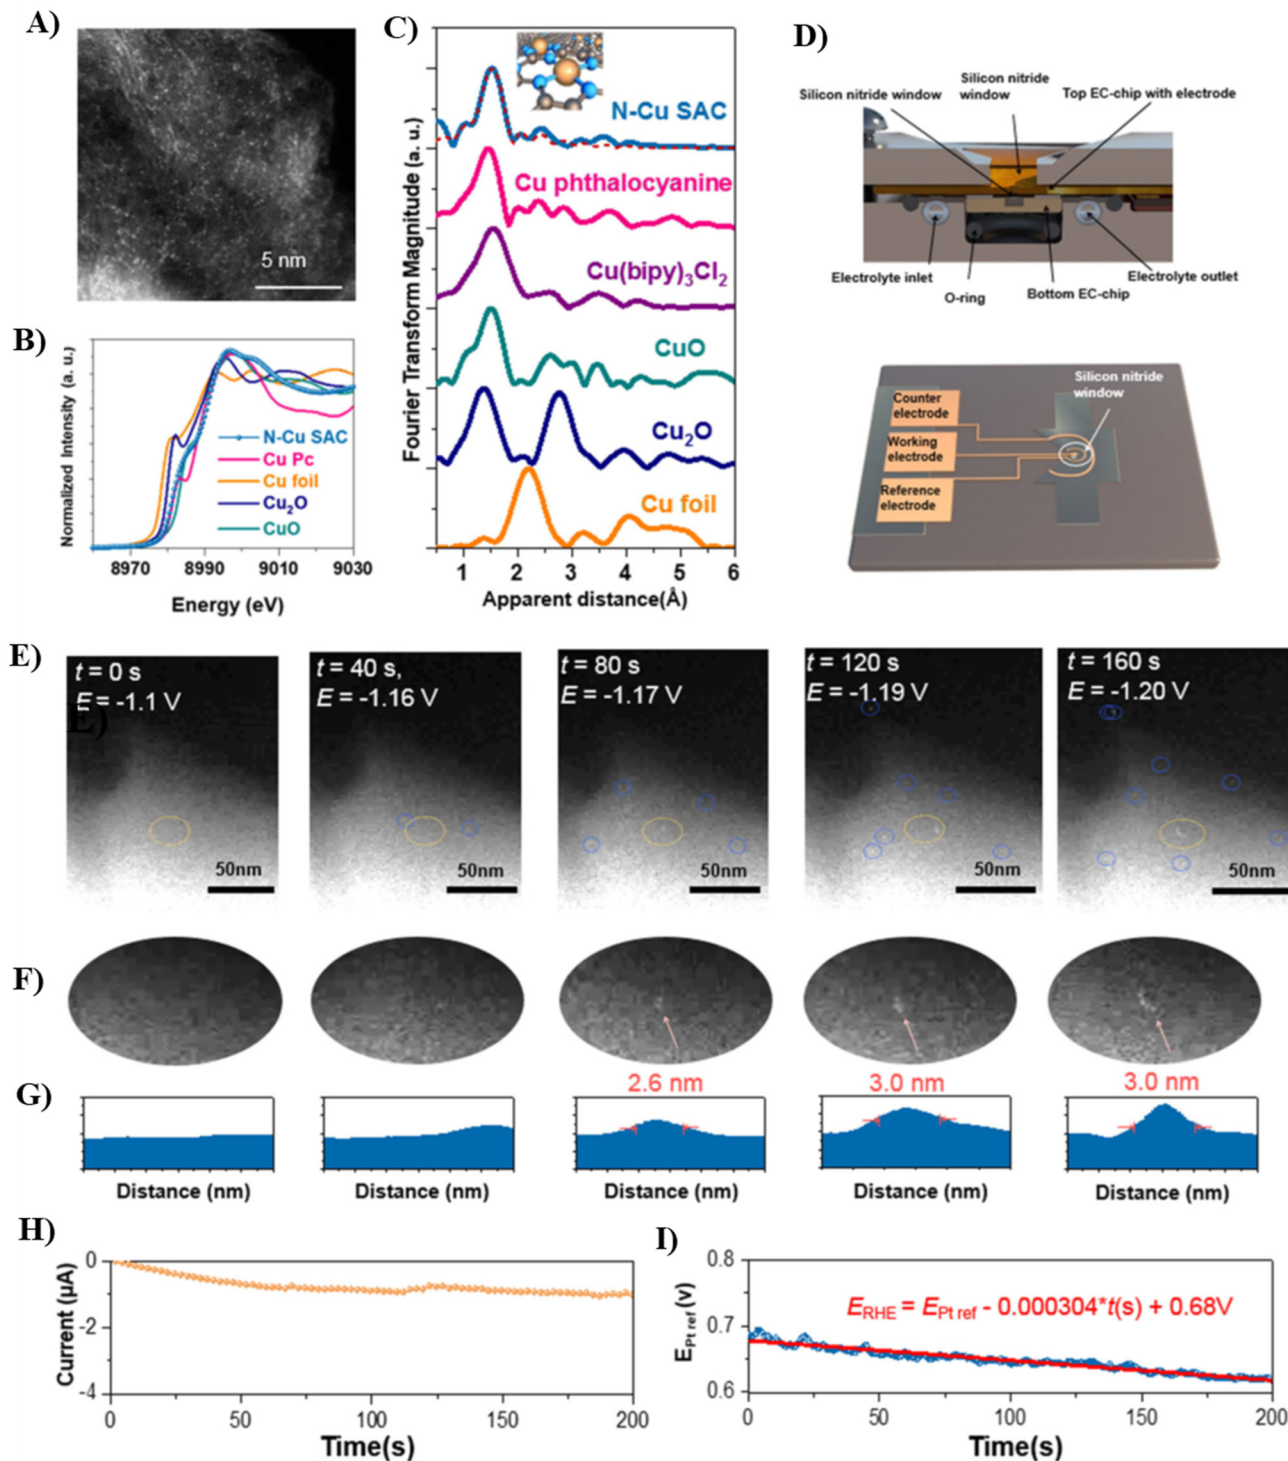 A)
5 nm
B)
Normalized Intensity (a. u.)
N-Cu SAC
Cu Pc
Cu foil
Cu₂O
CuO
8970 8990 9010 9030
Energy (eV)
C)
Fourier Transform Magnitude (a. u.)
N-Cu SAC
Cu phthalocyanine
Cu(bipy)₃Cl₂
CuO
Cu₂O
Cu foil
1 2 3 4 5 6
Apparent distance(Å)
D)
Silicon nitride window
Silicon nitride
window
Top EC-chip with electrode
Electrolyte inlet
O-ring
Bottom EC-chip
Electrolyte outlet
Silicon nitride
window
Counter
electrode
Working
electrode
Reference
electrode
E)
E)
t = 0 s
E = -1.1 V
50nm
t = 40 s,
E = -1.16 V
50nm
t = 80 s
E = -1.17 V
50nm
t = 120 s
E = -1.19 V
50nm
t = 160 s
E = -1.20 V
50nm
F)
G)
2.6 nm
3.0 nm
3.0 nm
Distance (nm)
Distance (nm)
Distance (nm)
Distance (nm)
Distance (nm)
H)
Current (μA)
0
-2
-4
0 50 100 150 200
Time(s)
I)
E Pt ref (v)
0.8
0.7
0.6
E RHE = E Pt ref - 0.000304*t(s) + 0.68V
0 50 100 150 200
Time(s)